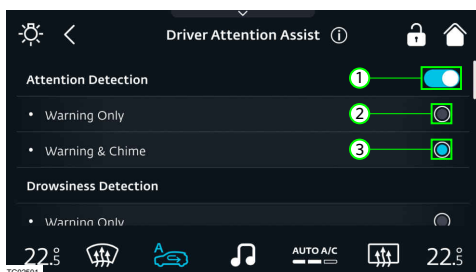 Driver Attention Assist i
Attention Detection 1
• Warning Only 2
• Warning & Chime 3
Drowsiness Detection
• Warning Only
22.5° A AUTO A/C 22.5°